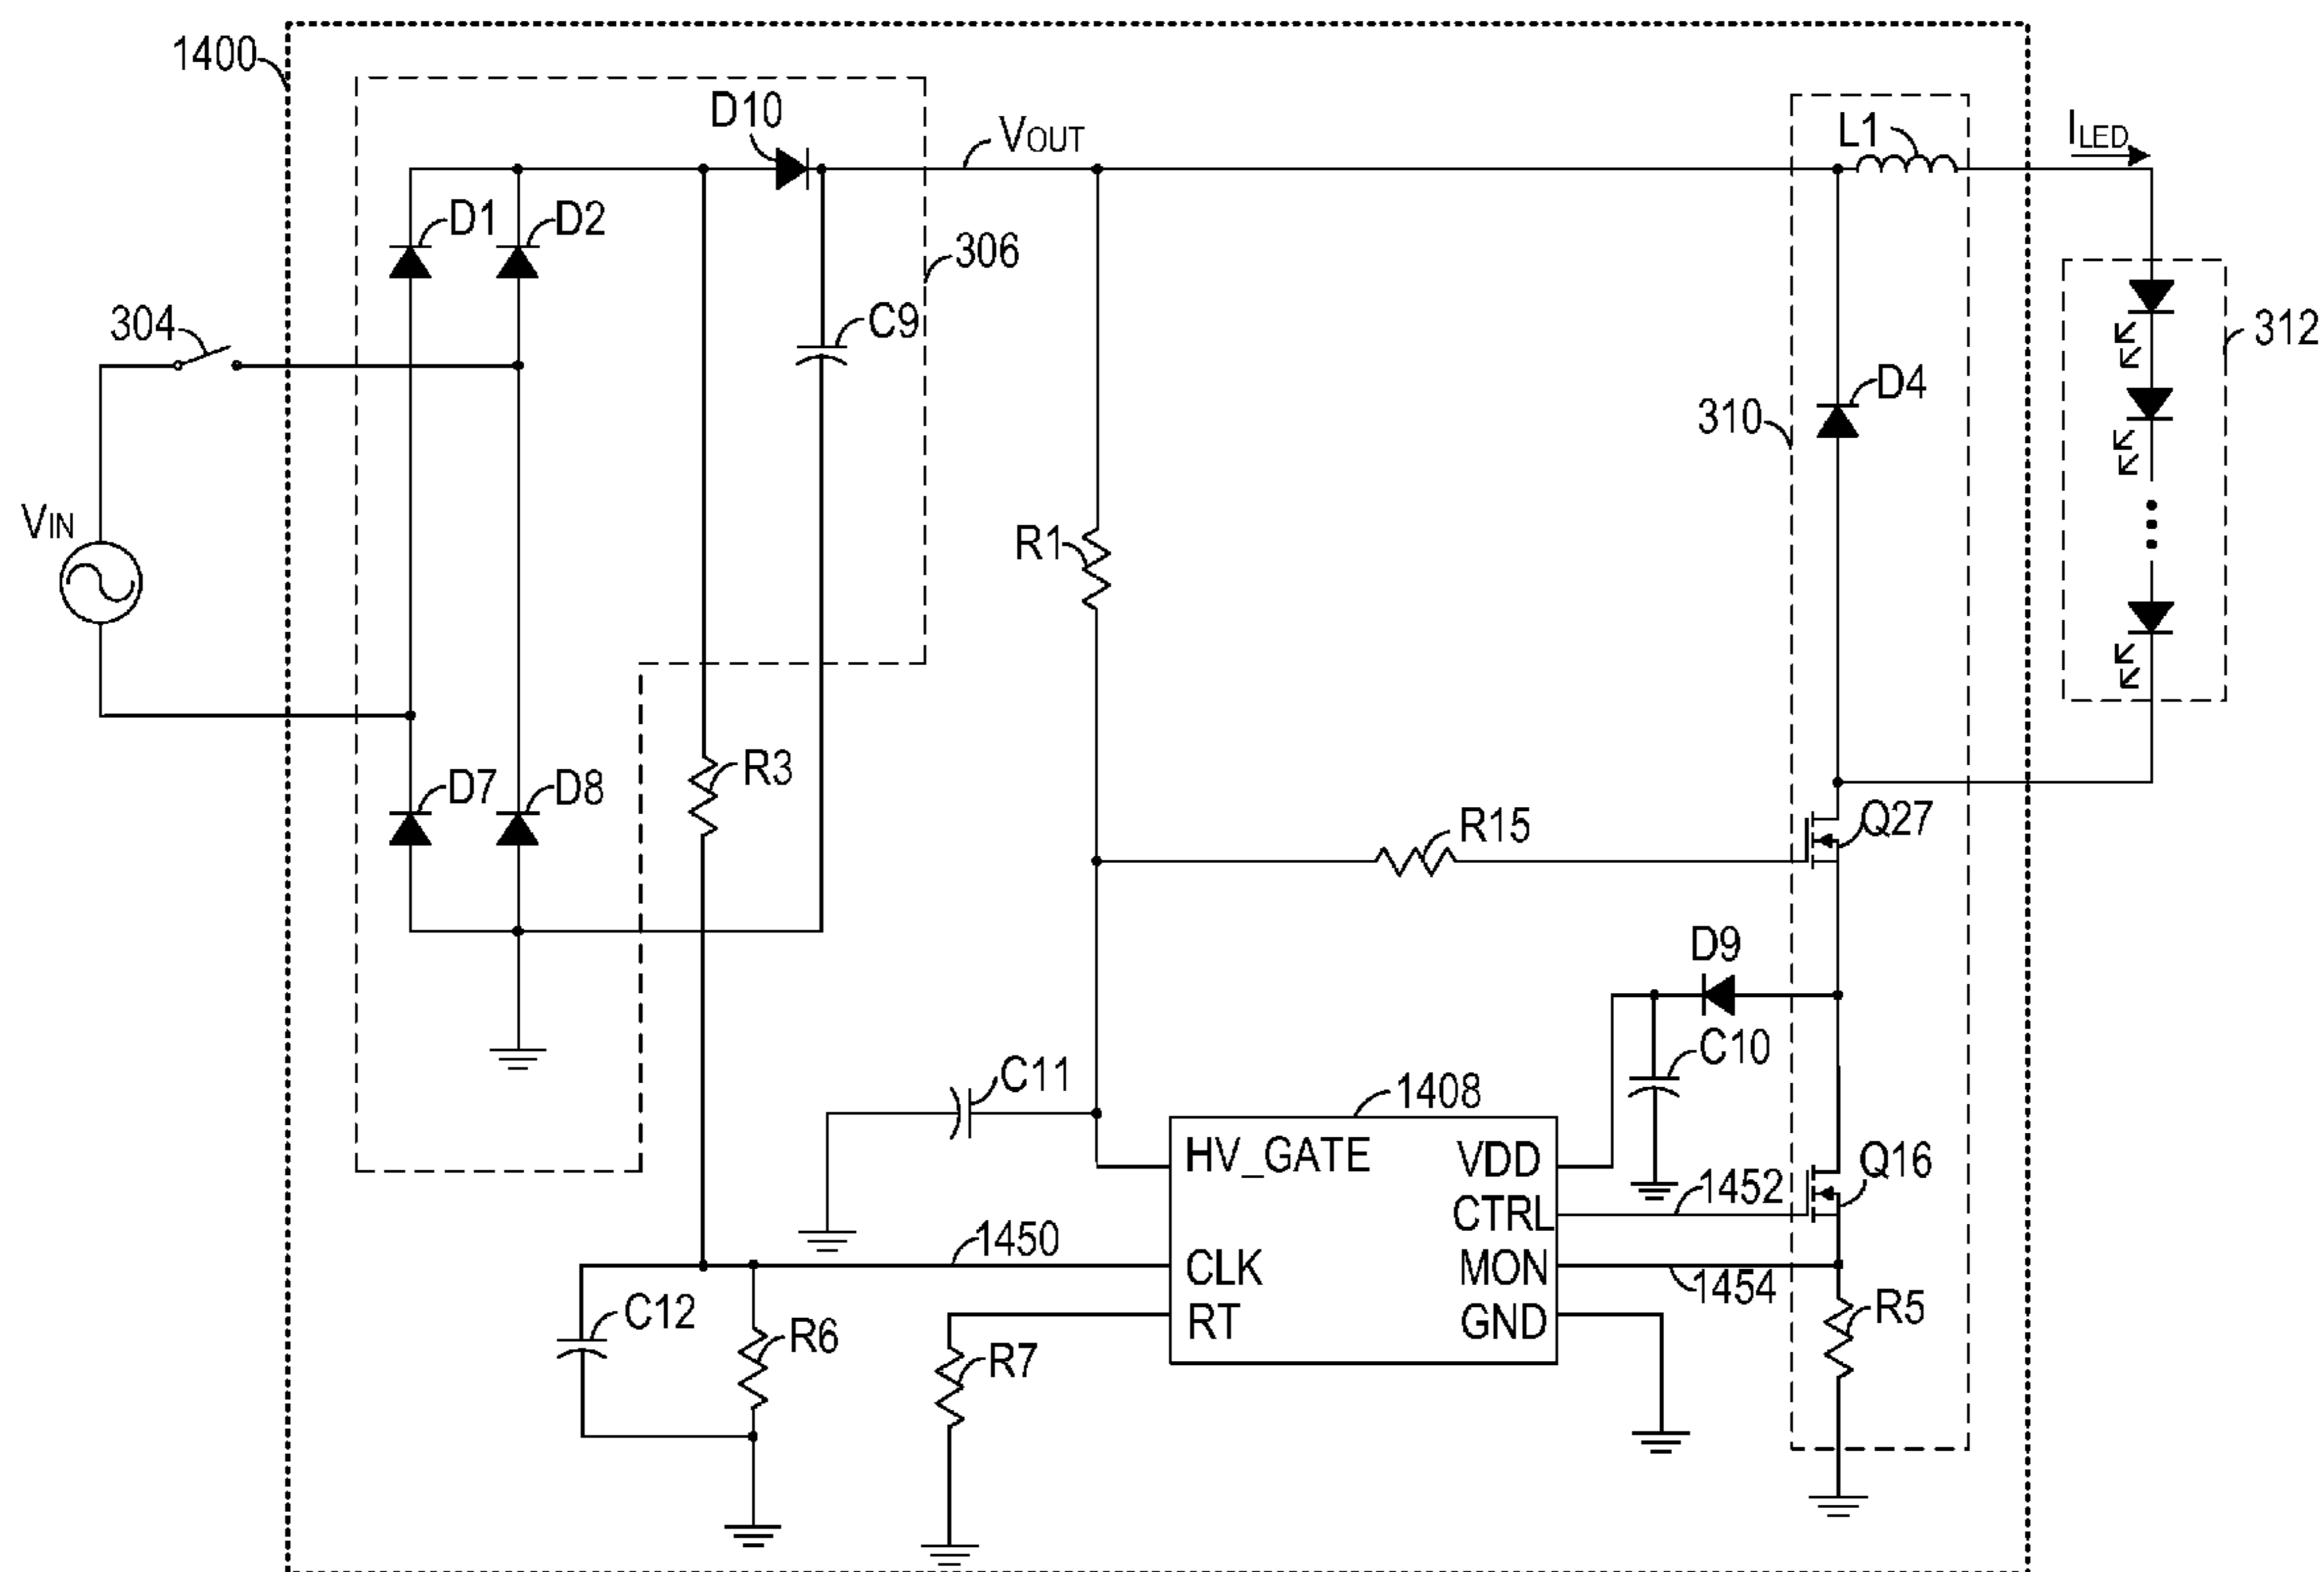 1400
D10
VOUT
L1
ILED
D1
D2
306
304
C9
312
D4
310
VIN
R1
D7
D8
R3
R15
Q27
D9
C10
C11
1408
HV_GATE
VDD
Q16
1452
CTRL
1450
CLK
MON
1454
RT
GND
R5
C12
R6
R7